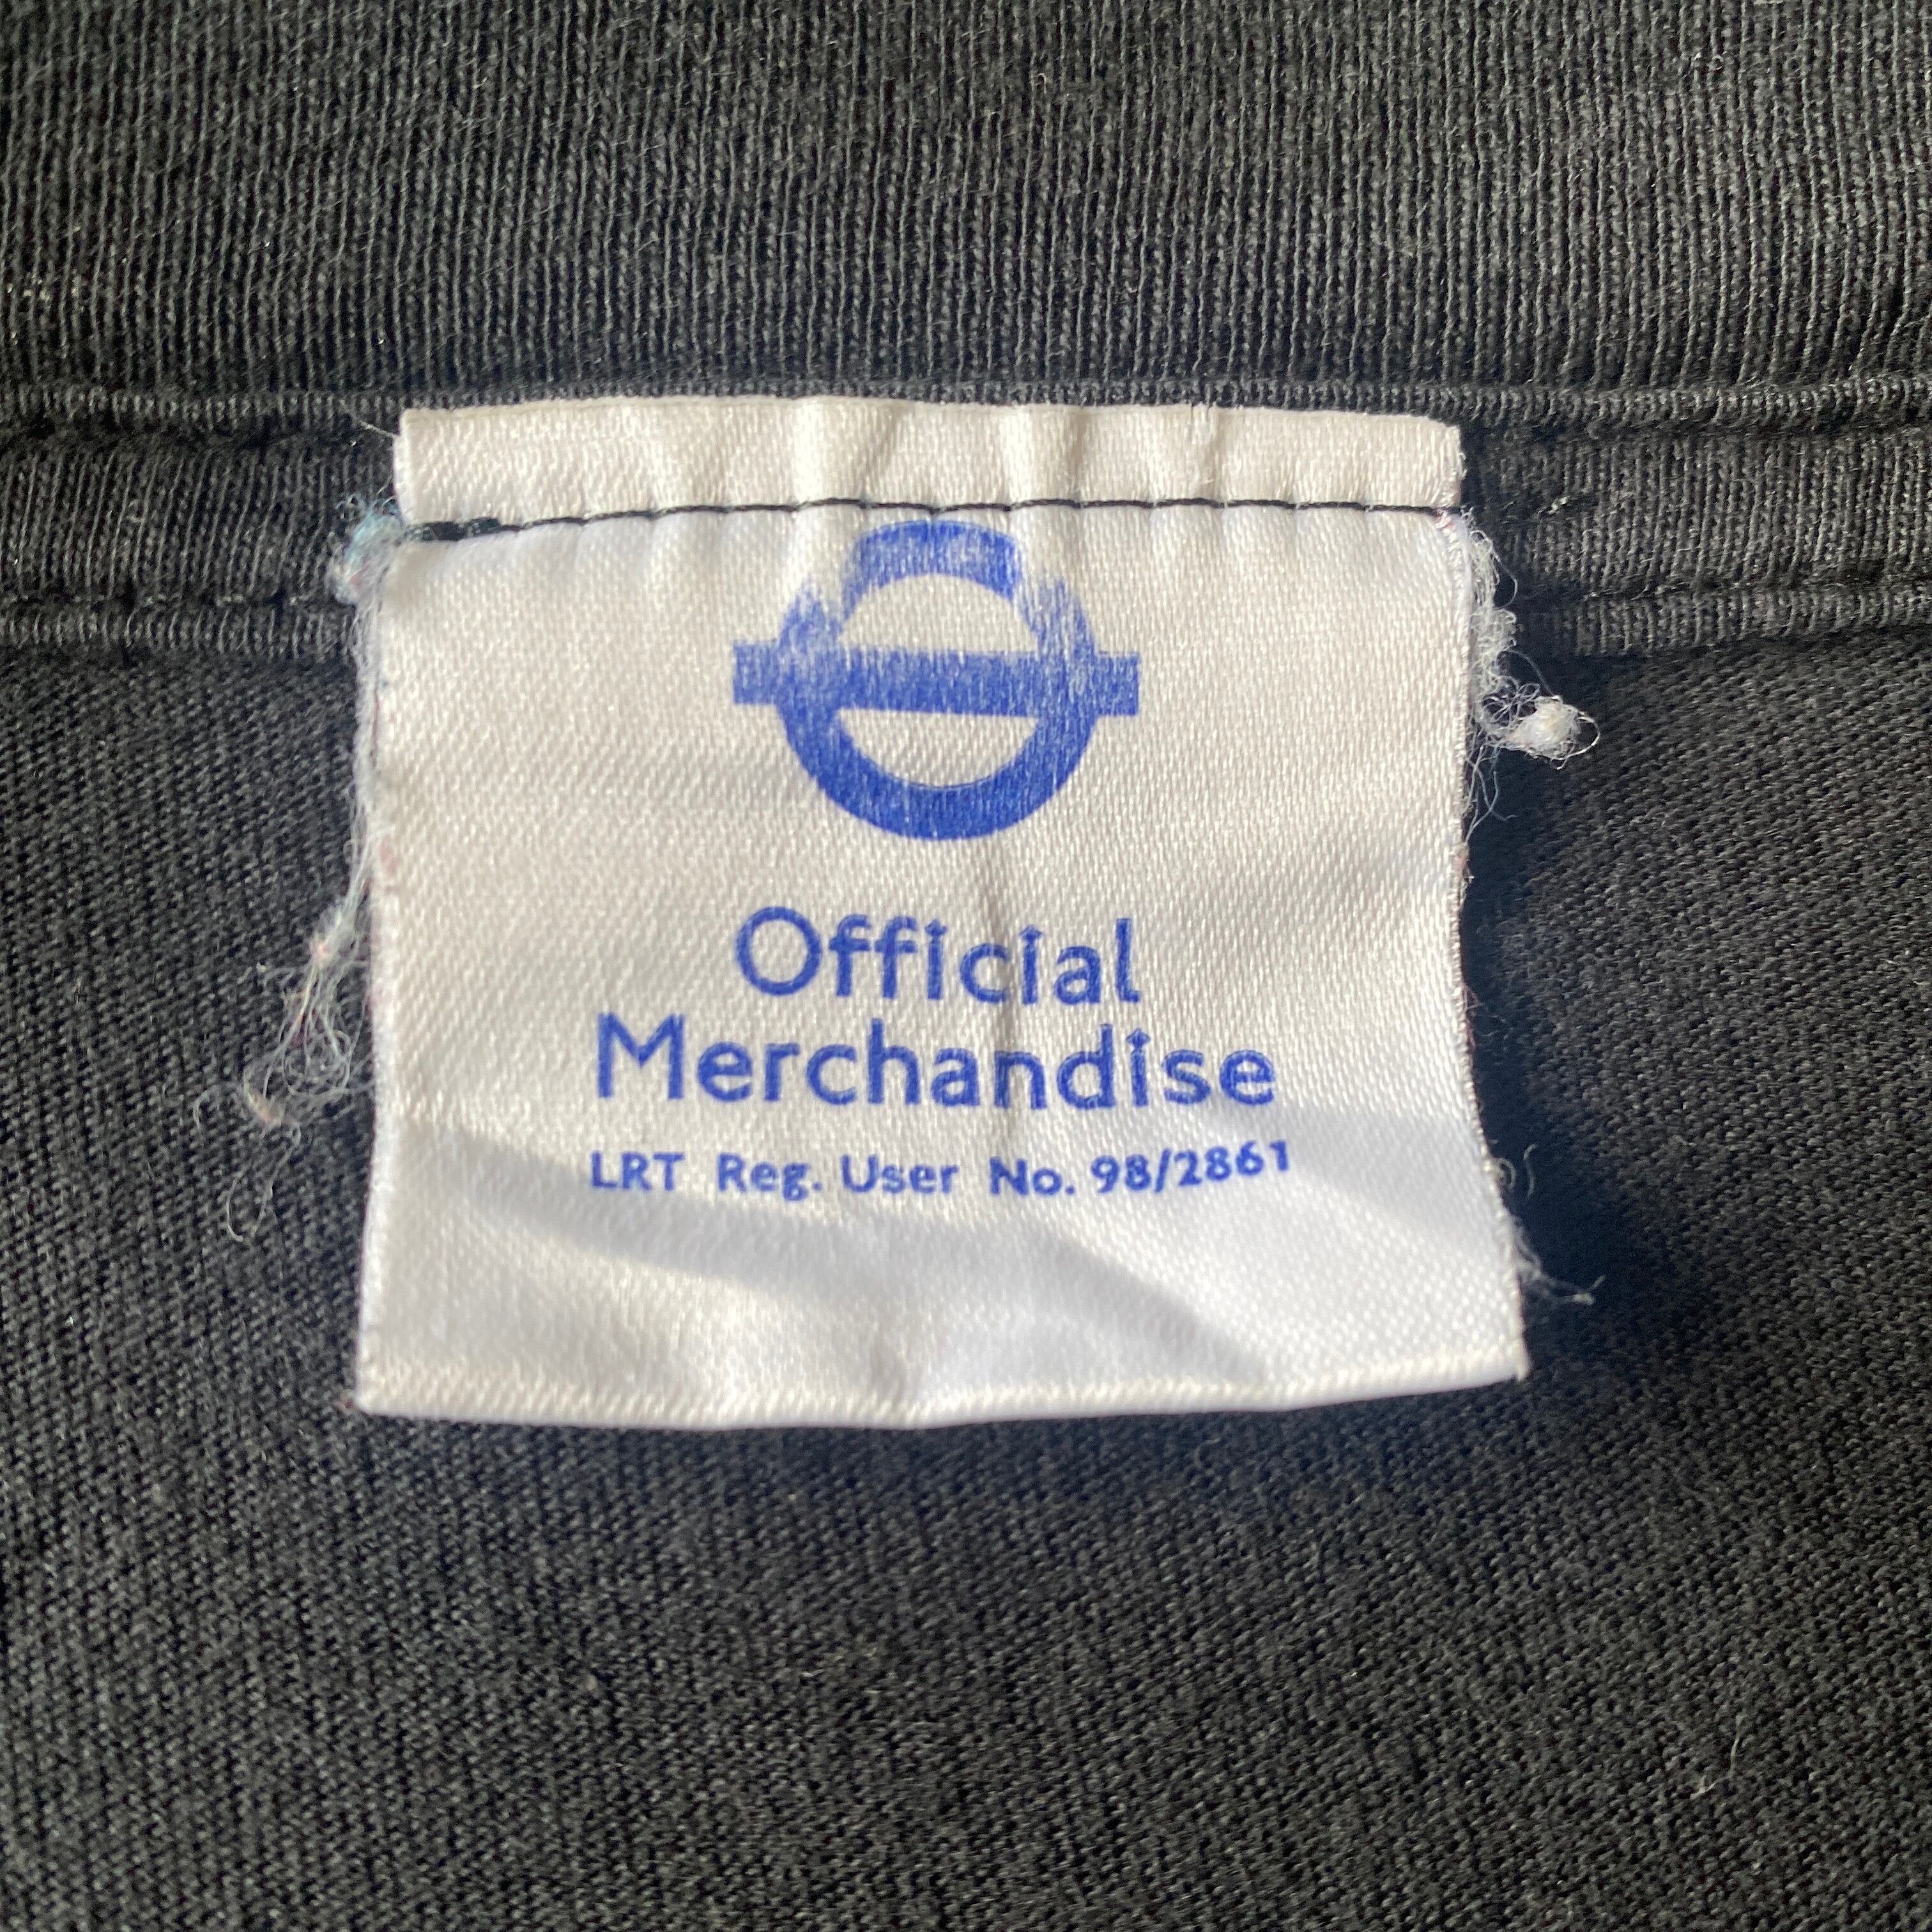 Official
Merchandise
LRT Reg. User No. 98/2861